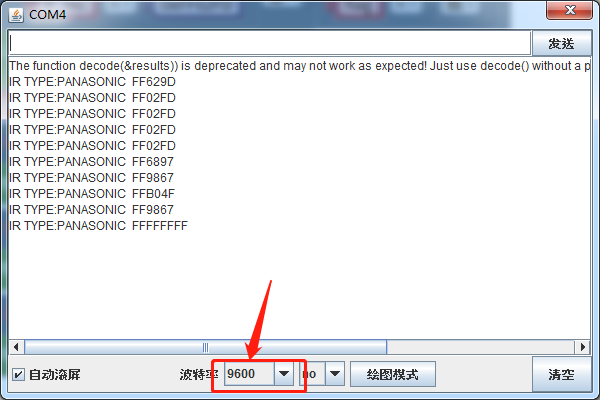 COM4
发送
The function decode(&results)) is deprecated and may not work as expected! Just use decode() without a p
IR TYPE:PANASONIC FF629D
IR TYPE:PANASONIC FF02FD
IR TYPE:PANASONIC FF02FD
IR TYPE:PANASONIC FF02FD
IR TYPE:PANASONIC FF02FD
IR TYPE:PANASONIC FF6897
IR TYPE:PANASONIC FF9867
IR TYPE:PANASONIC FFB04F
IR TYPE:PANASONIC FF9867
IR TYPE:PANASONIC FFFFFFFF
自动滚屏 波特率 9600 no 绘图模式 清空